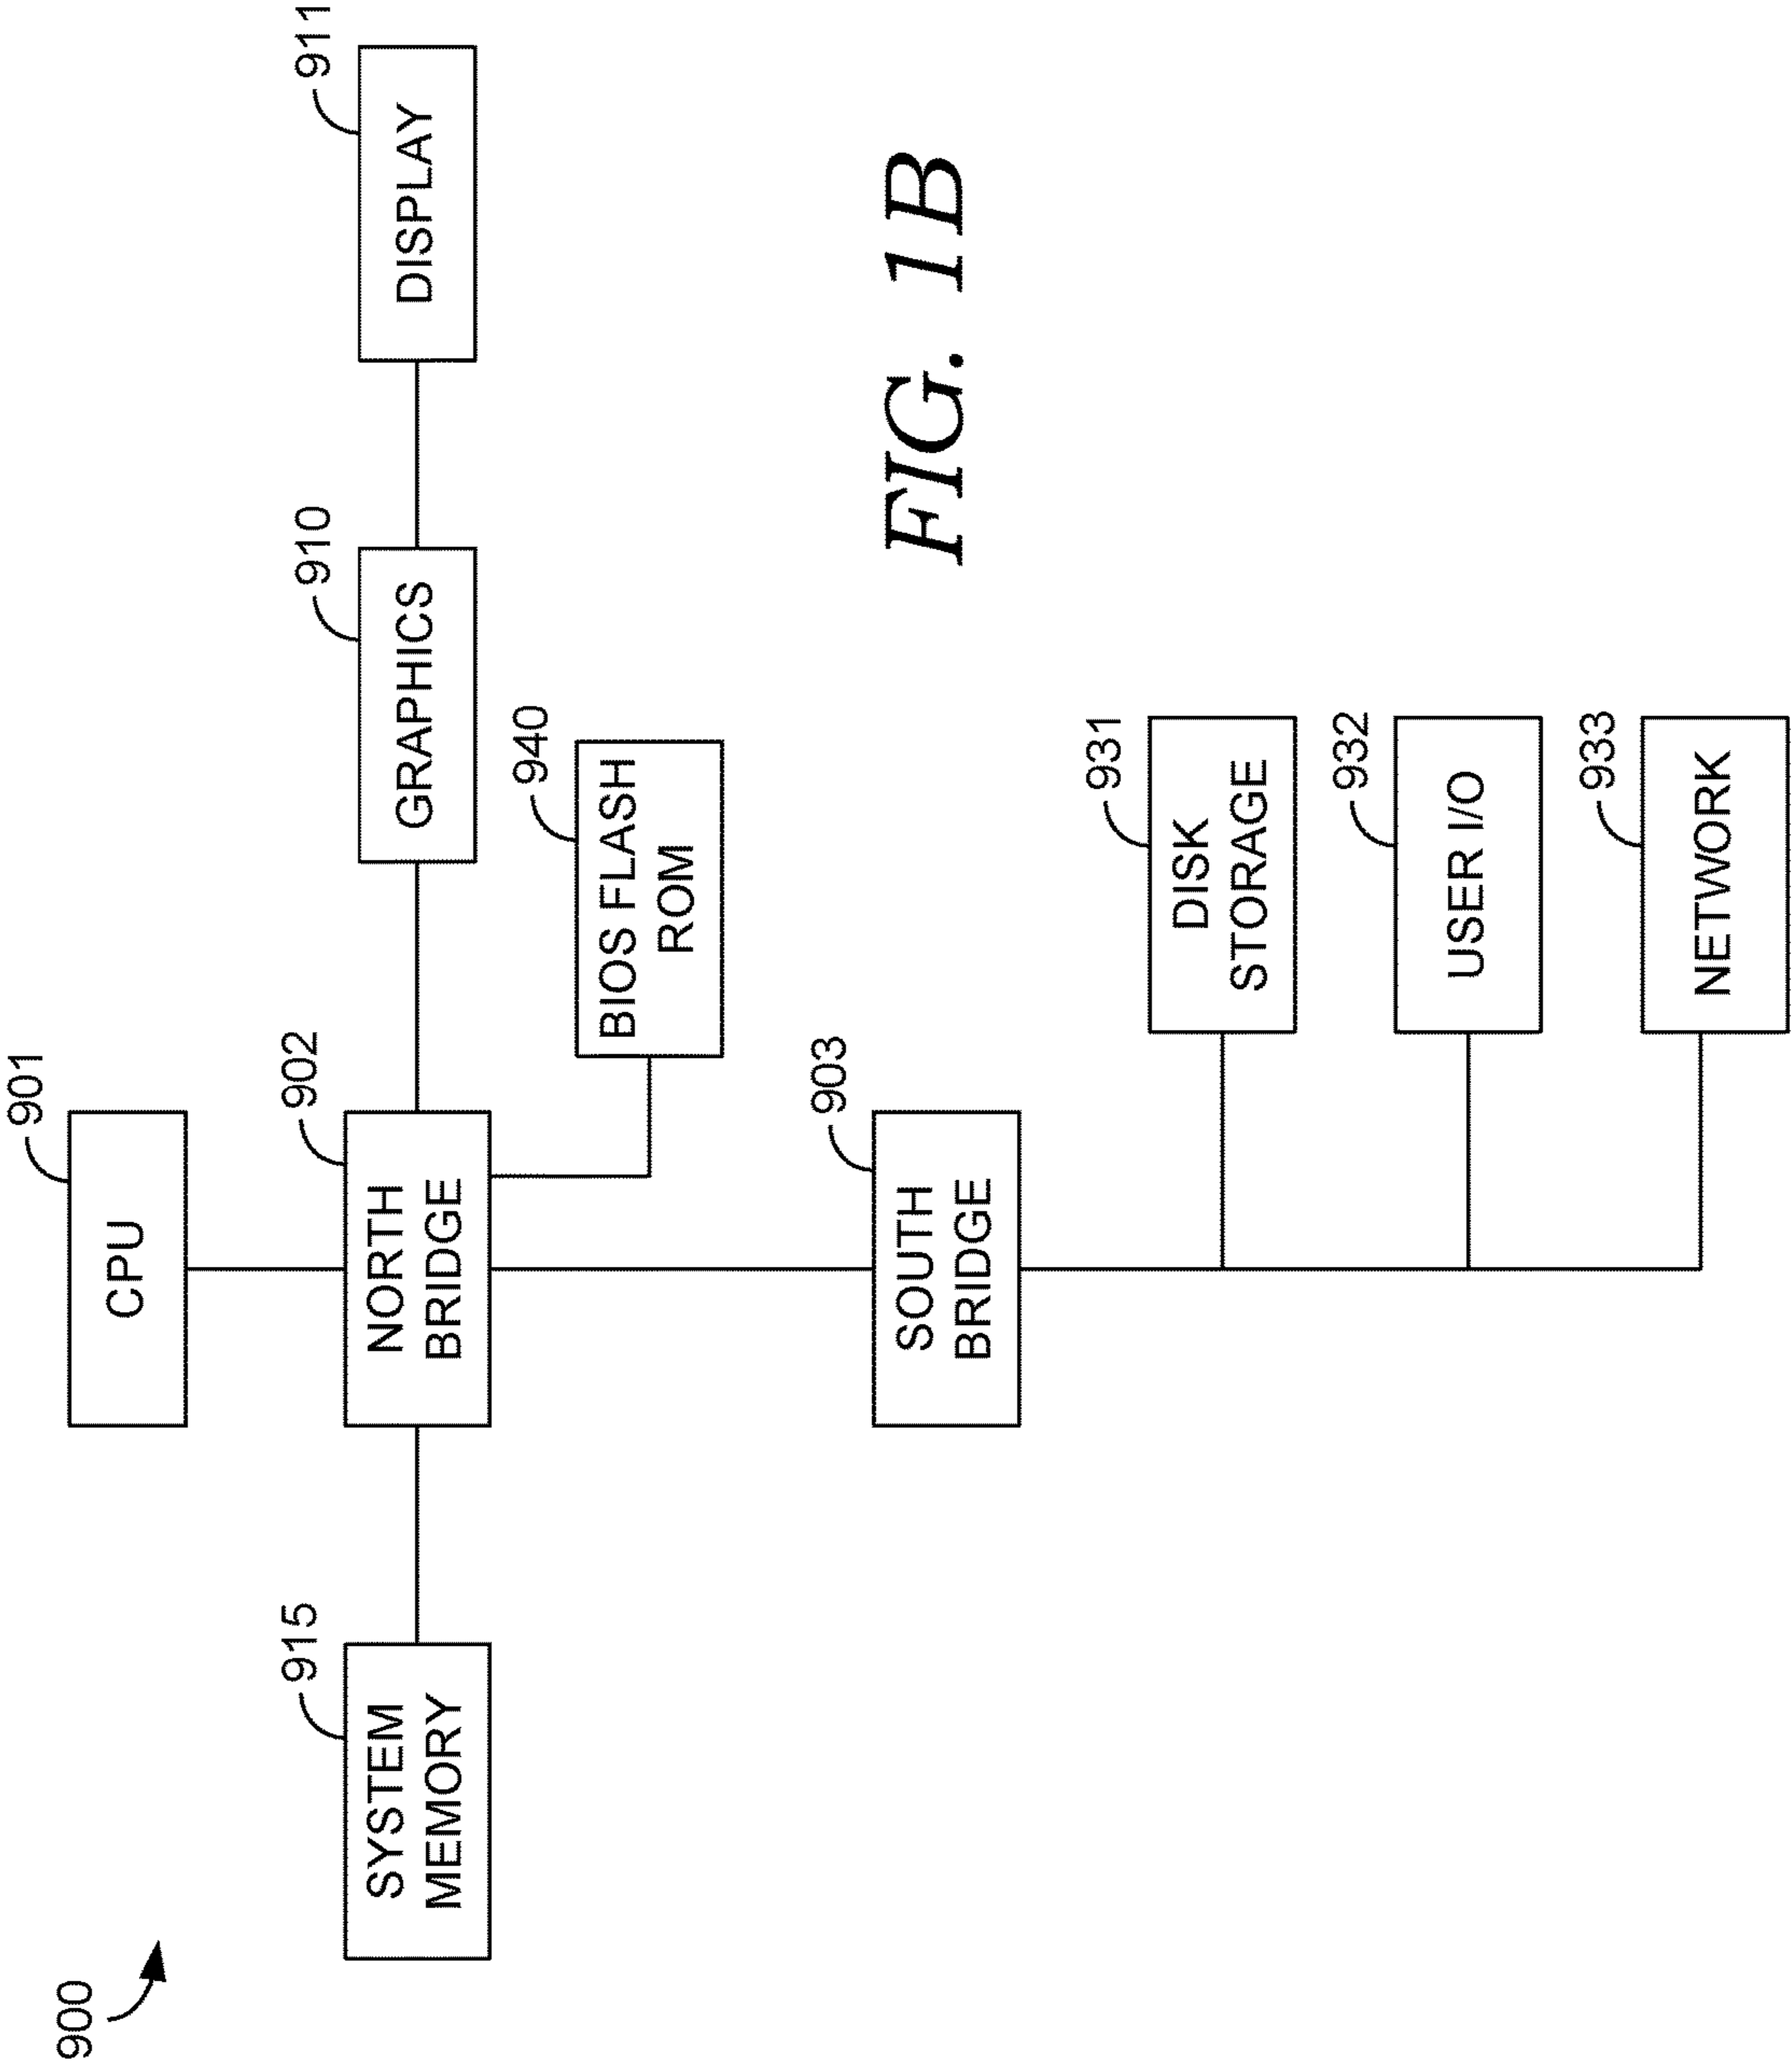 900
901
CPU
915
SYSTEM
MEMORY
902
NORTH
BRIDGE
910
GRAPHICS
911
DISPLAY
940
BIOS FLASH
ROM
903
SOUTH
BRIDGE
931
DISK
STORAGE
932
USER I/O
933
NETWORK
FIG. 1B